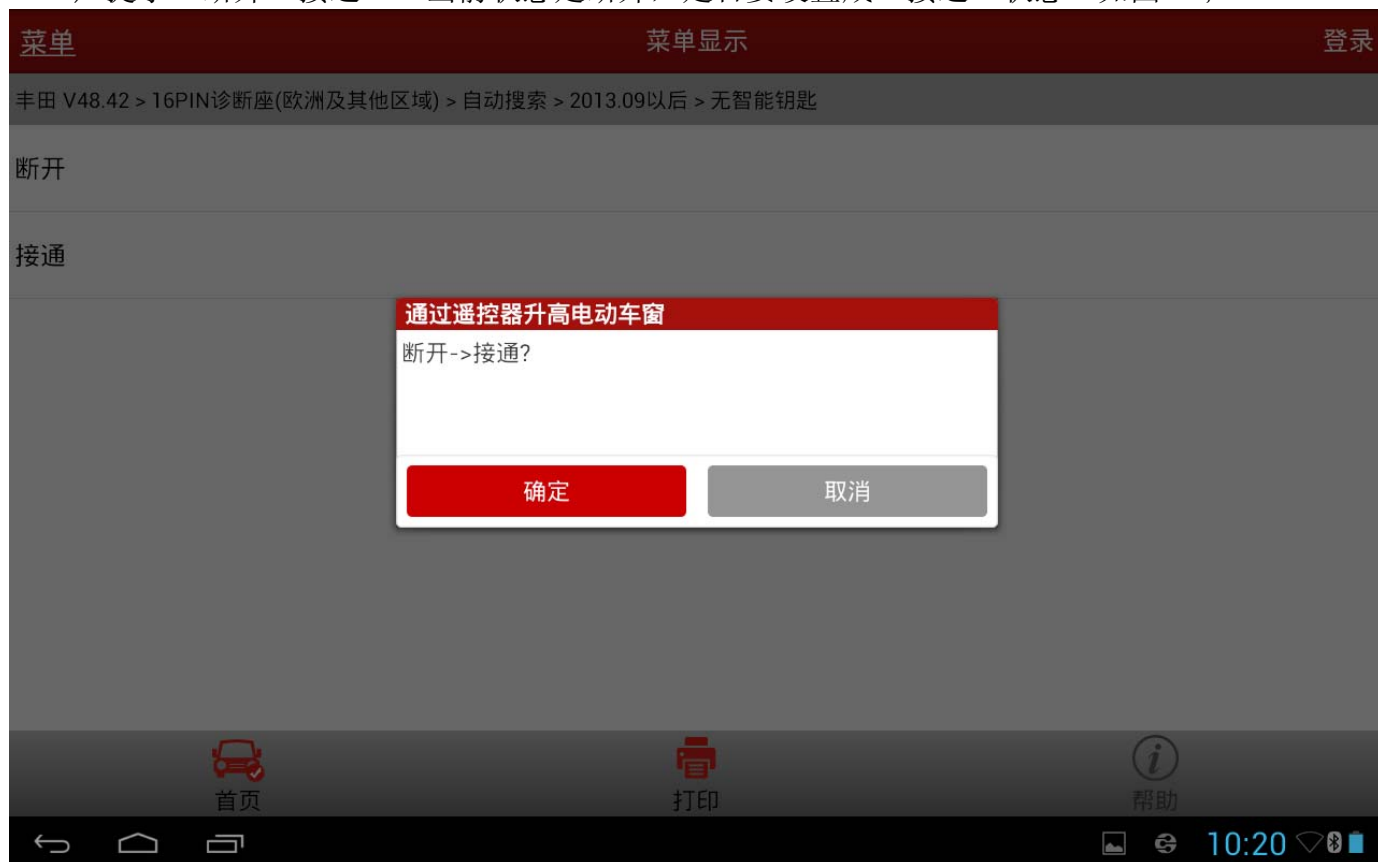 菜单
菜单显示
登录
丰田 V48.42 > 16PIN诊断座(欧洲及其他区域) > 自动搜索 > 2013.09以后 > 无智能钥匙
断开
接通
通过遥控器升高电动车窗
断开->接通?
确定
取消
首页
打印
帮助
10:20